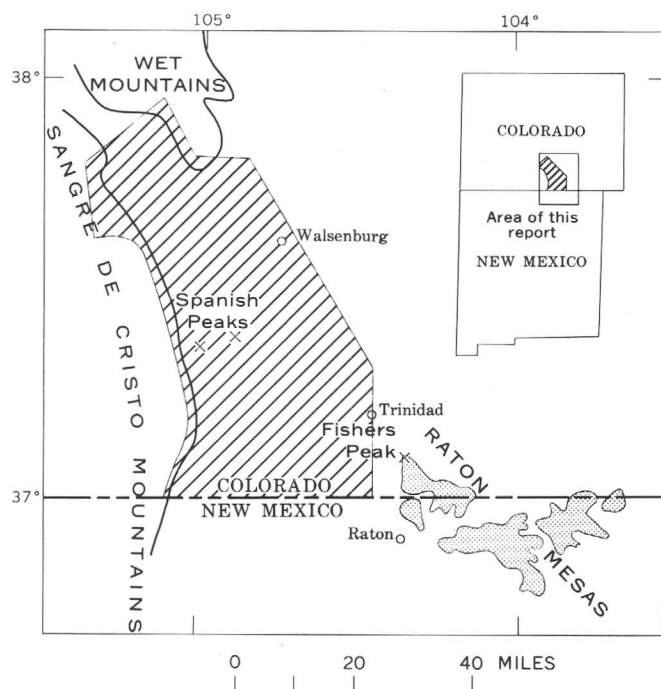 105°
104°
38°
WET
MOUNTAINS
SANGRE DE CRISTO MOUNTAINS
COLORADO
Area of this
report
NEW MEXICO
Walsenburg
Spanish
Peaks
Trinidad
Fishers
Peak
RATON
MESAS
37°
COLORADO
NEW MEXICO
Raton
0 20 40 MILES